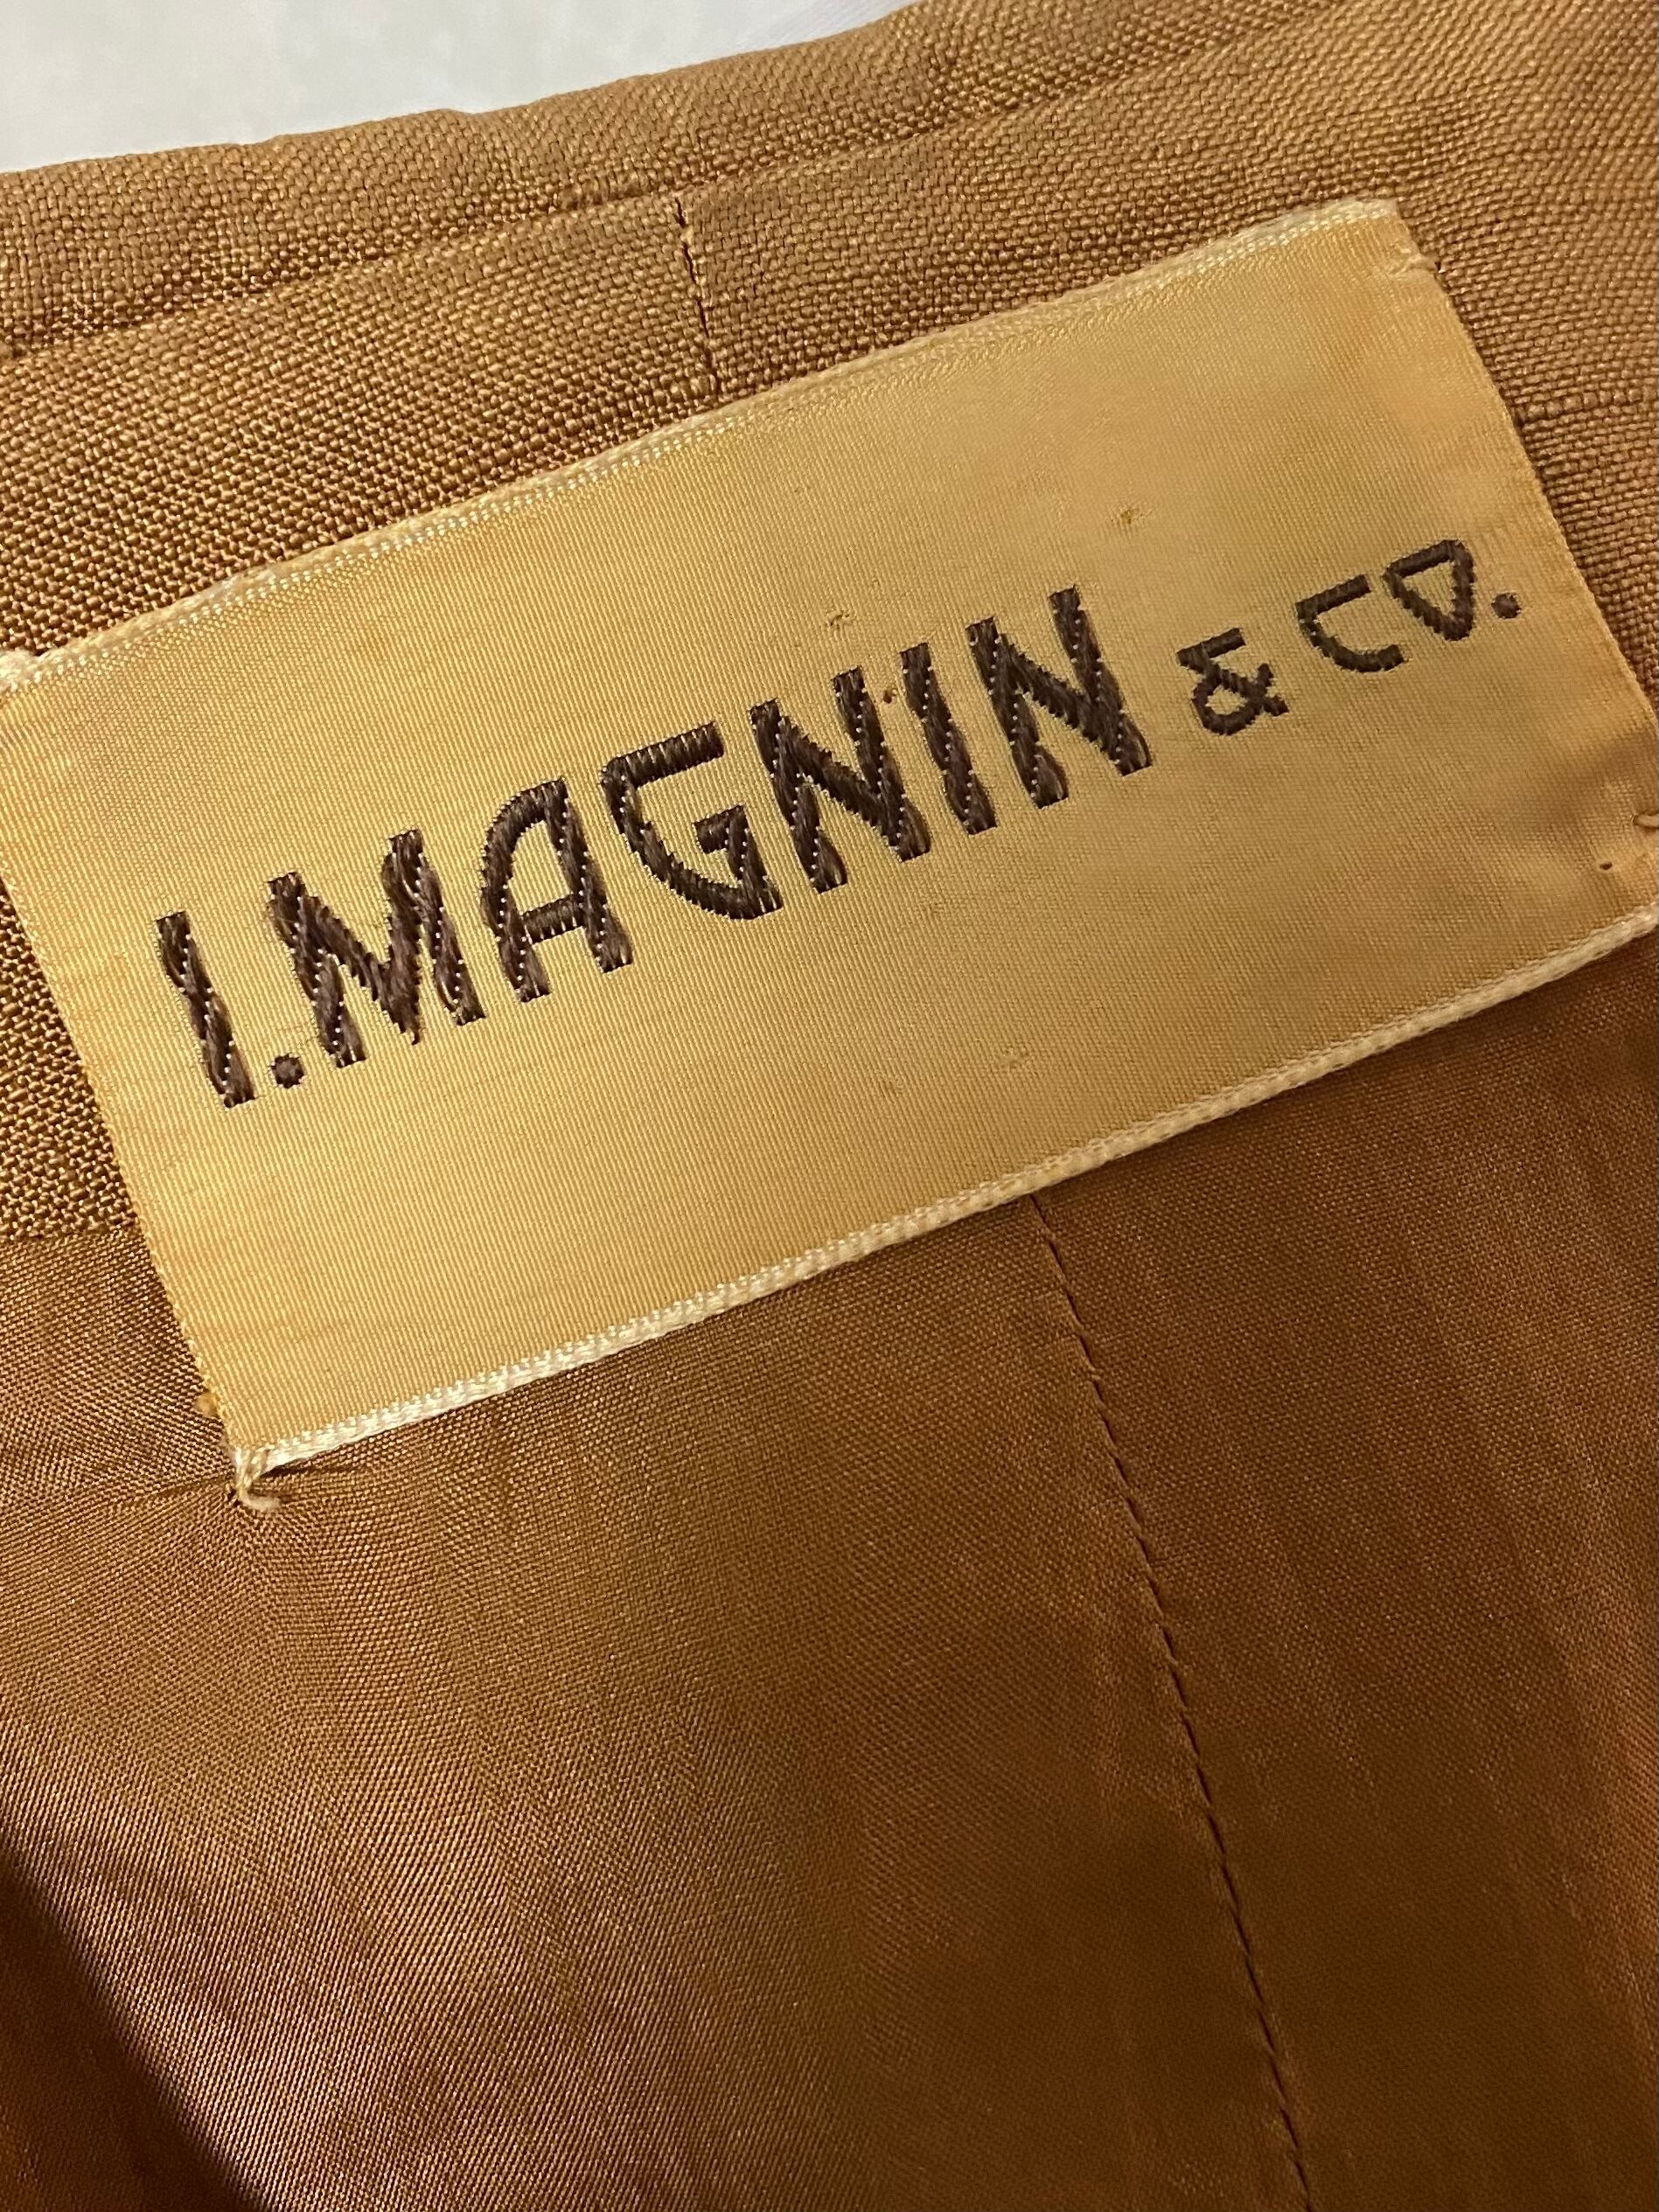 I. MAGNIN & CO.